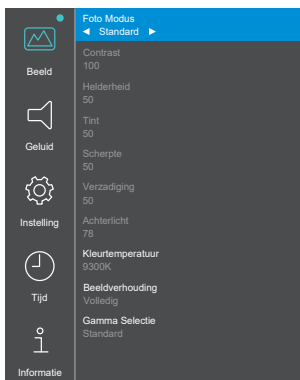 Beeld
Geluid
Instelling
Tijd
Informatie
Foto Modus
Standard
Contrast
100
Helderheid
50
Tint
50
Scherpte
50
Verzadiging
50
Achterlicht
78
Kleurtemperatuur
9300K
Beeldverhouding
Volledig
Gamma Selectie
Standard